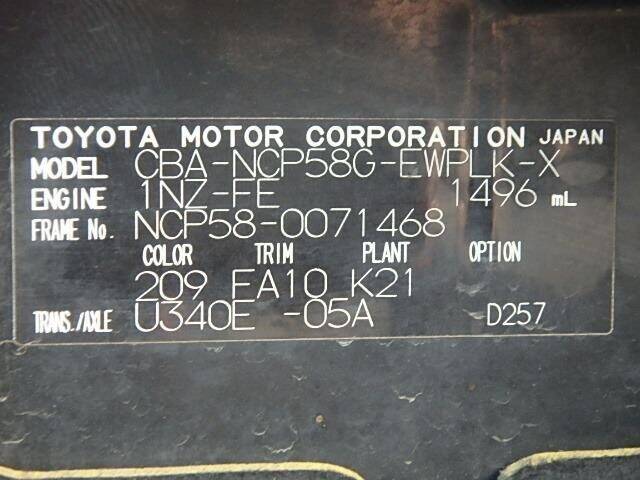 TOYOTA MOTOR CORPORATION JAPAN
MODEL CBA-NCP58G-EWPLK-X
ENGINE 1NZ-FE 1496 mL
FRAME No. NCP58-0071468
COLOR TRIM PLANT OPTION
209 FA10 K21
TRANS./AXLE U340E -05A D257